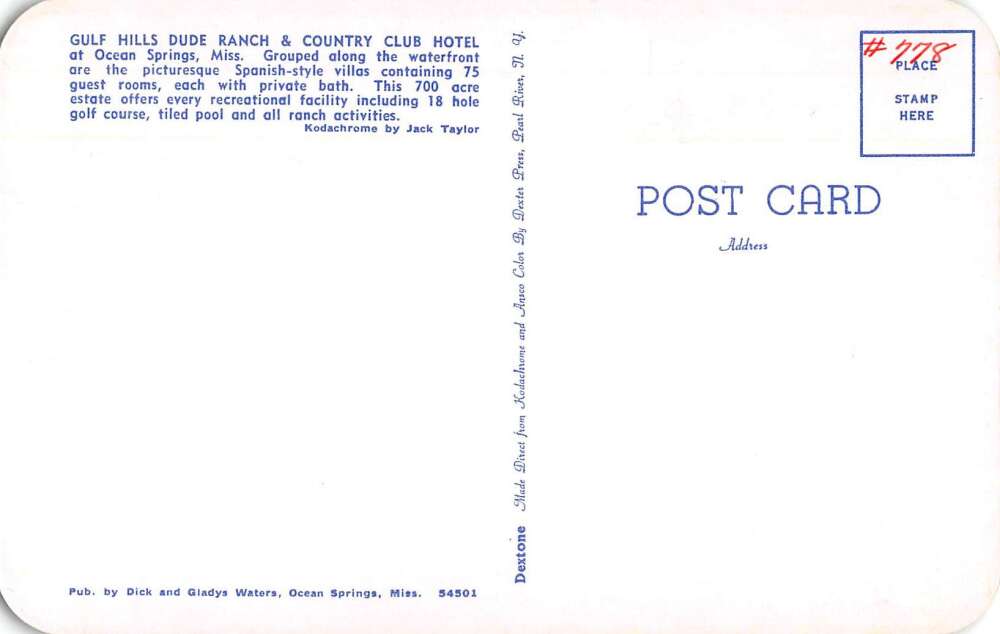 GULF HILLS DUDE RANCH & COUNTRY CLUB HOTEL
at Ocean Springs, Miss. Grouped along the waterfront
are the picturesque Spanish-style villas containing 75
guest rooms, each with private bath. This 700 acre
estate offers every recreational facility including 18 hole
golf course, tiled pool and all ranch activities.
Kodachrome by Jack Taylor
Pub. by Dick and Gladys Waters, Ocean Springs, Miss. 54501
Dextone Made Direct from Kodachrome and Ansco Color By Dexter Press, Pearl River, N. Y.
# 778
PLACE
STAMP
HERE
POST CARD
Address